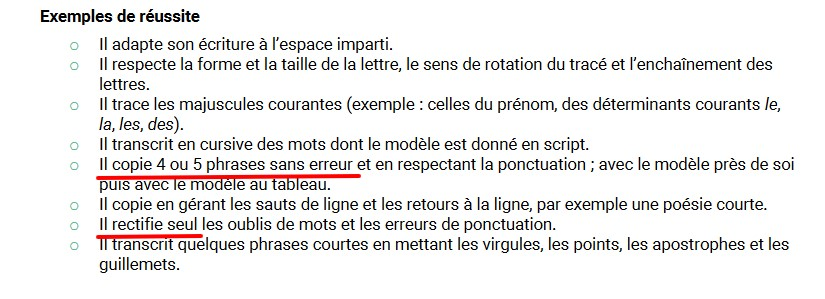 Exemples de réussite
Il adapte son écriture à l'espace imparti.
Il respecte la forme et la taille de la lettre, le sens de rotation du tracé et l'enchaînement des
lettres.
Il trace les majuscules courantes (exemple : celles du prénom, des déterminants courants le,
la, les, des).
Il transcrit en cursive des mots dont le modèle est donné en script.
Il copie 4 ou 5 phrases sans erreur et en respectant la ponctuation ; avec le modèle près de soi
puis avec le modèle au tableau.
Il copie en gérant les sauts de ligne et les retours à la ligne, par exemple une poésie courte.
Il rectifie seul les oublis de mots et les erreurs de ponctuation.
Il transcrit quelques phrases courtes en mettant les virgules, les points, les apostrophes et les
guillemets.